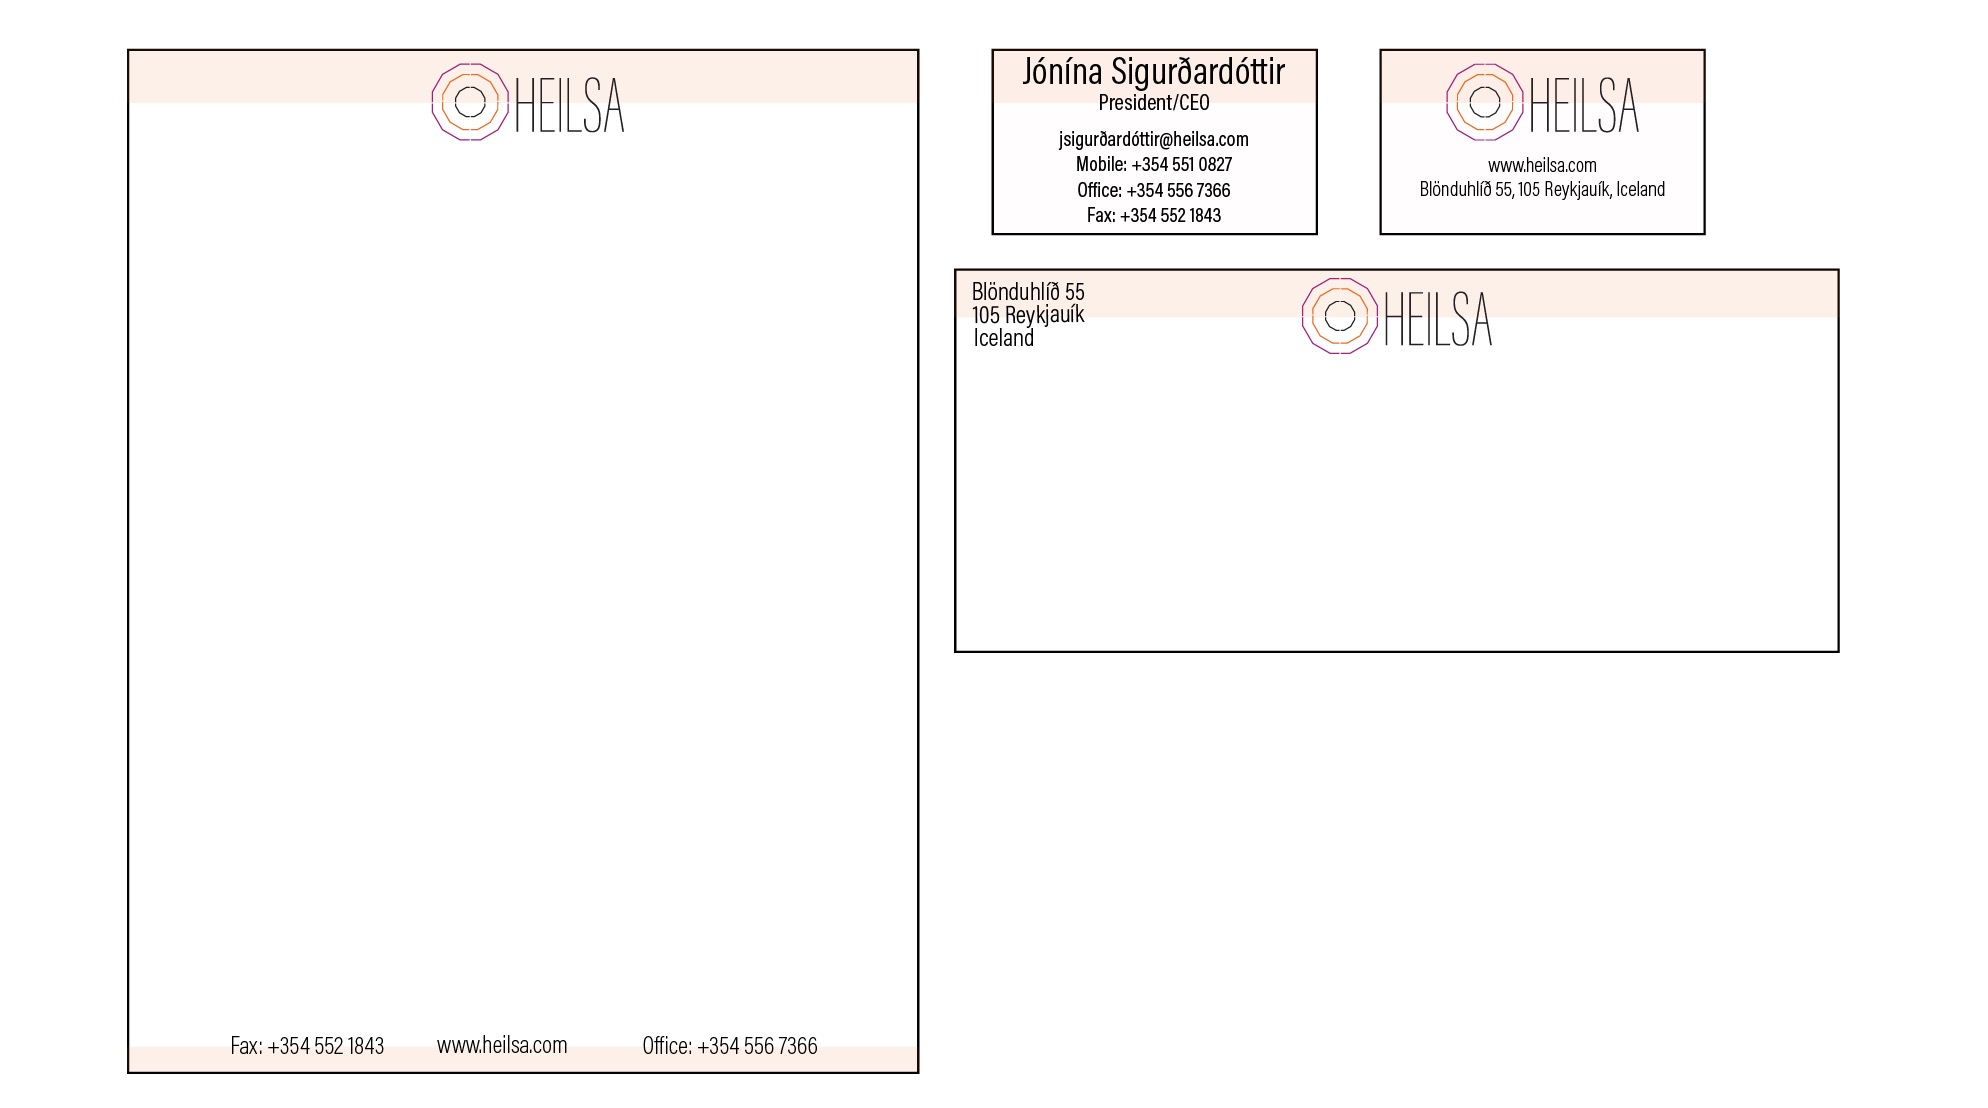 HEILSA
Fax: +354 552 1843 www.heilsa.com Office: +354 556 7366
Jónína Sigurðardóttir
President/CEO
jsigurðardóttir@heilsa.com
Mobile: +354 551 0827
Office: +354 556 7366
Fax: +354 552 1843
HEILSA
www.heilsa.com
Blönduhlíð 55, 105 Reykjauík, Iceland
Blönduhlíð 55
105 Reykjauík
Iceland
HEILSA